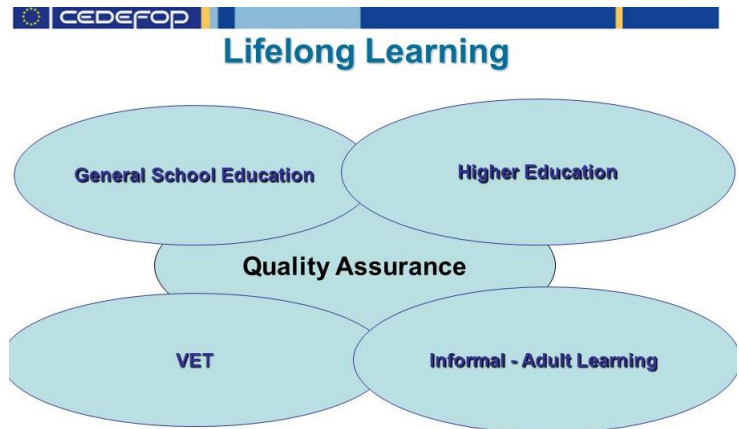 CEDEFOP
Lifelong Learning
General School Education
Higher Education
Quality Assurance
VET
Informal - Adult Learning